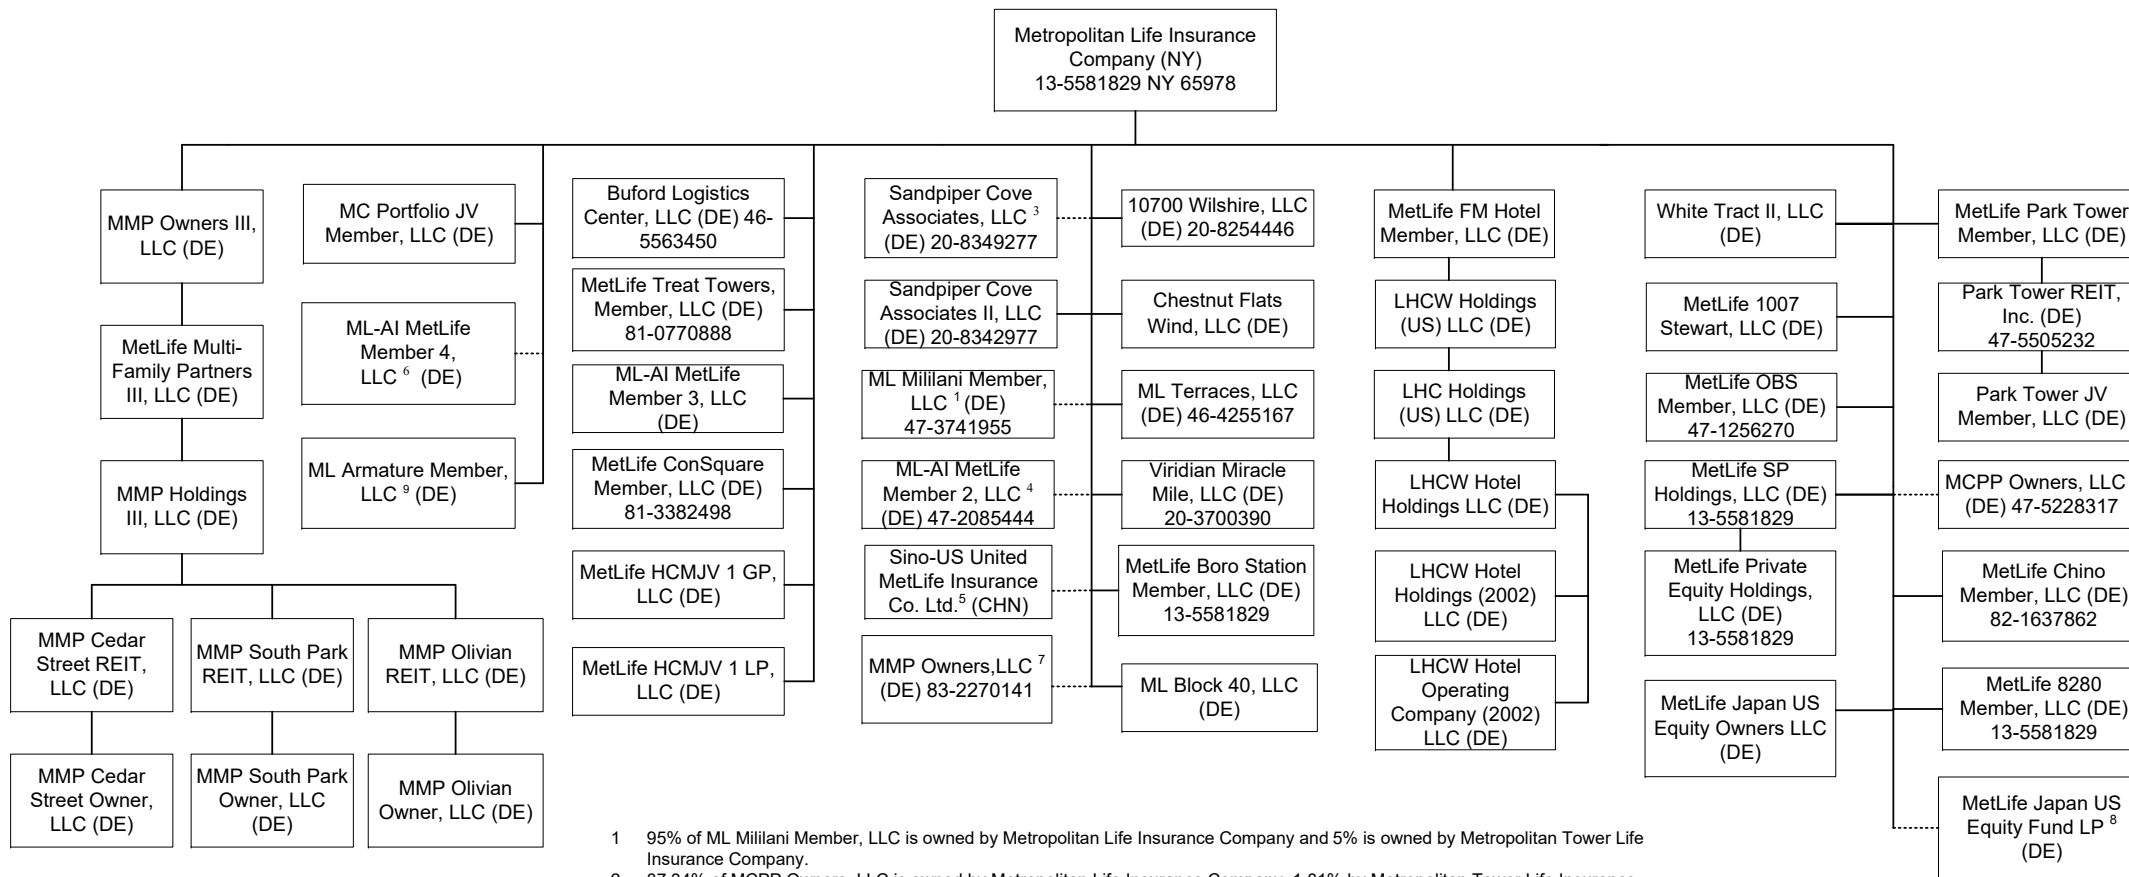 Metropolitan Life Insurance
Company (NY)
13-5581829 NY 65978
MMP Owners III,
LLC (DE)
MetLife Multi-
Family Partners
III, LLC (DE)
MMP Holdings
III, LLC (DE)
MMP Cedar
Street REIT,
LLC (DE)
MMP South Park
REIT, LLC (DE)
MMP Olivian
REIT, LLC (DE)
MMP Cedar
Street Owner,
LLC (DE)
MMP South Park
Owner, LLC
(DE)
MMP Olivian
Owner, LLC (DE)
MC Portfolio JV
Member, LLC (DE)
ML-AI MetLife
Member 4,
LLC 6 (DE)
ML Armature Member,
LLC 9 (DE)
Buford Logistics
Center, LLC (DE) 46-
5563450
MetLife Treat Towers,
Member, LLC (DE)
81-0770888
ML-AI MetLife
Member 3, LLC
(DE)
MetLife ConSquare
Member, LLC (DE)
81-3382498
MetLife HCMJV 1 GP,
LLC (DE)
MetLife HCMJV 1 LP,
LLC (DE)
Sandpiper Cove
Associates, LLC 3
(DE) 20-8349277
Sandpiper Cove
Associates II, LLC
(DE) 20-8342977
ML Mililani Member,
LLC 1 (DE)
47-3741955
ML-AI MetLife
Member 2, LLC 4
(DE) 47-2085444
Sino-US United
MetLife Insurance
Co. Ltd.5 (CHN)
MMP Owners,LLC 7
(DE) 83-2270141
10700 Wilshire, LLC
(DE) 20-8254446
Chestnut Flats
Wind, LLC (DE)
ML Terraces, LLC
(DE) 46-4255167
Viridian Miracle
Mile, LLC (DE)
20-3700390
MetLife Boro Station
Member, LLC (DE)
13-5581829
ML Block 40, LLC
(DE)
MetLife FM Hotel
Member, LLC (DE)
LHCW Holdings
(US) LLC (DE)
LHC Holdings
(US) LLC (DE)
LHCW Hotel
Holdings LLC (DE)
LHCW Hotel
Holdings (2002)
LLC (DE)
LHCW Hotel
Operating
Company (2002)
LLC (DE)
White Tract II, LLC
(DE)
MetLife 1007
Stewart, LLC (DE)
MetLife OBS
Member, LLC (DE)
47-1256270
MetLife SP
Holdings, LLC (DE)
13-5581829
MetLife Private
Equity Holdings,
LLC (DE)
13-5581829
MetLife Japan US
Equity Owners LLC
(DE)
MetLife Park Tower
Member, LLC (DE)
Park Tower REIT,
Inc. (DE)
47-5505232
Park Tower JV
Member, LLC (DE)
MCPP Owners, LLC
(DE) 47-5228317
MetLife Chino
Member, LLC (DE)
82-1637862
MetLife 8280
Member, LLC (DE)
13-5581829
MetLife Japan US
Equity Fund LP 8
(DE)
1 95% of ML Mililani Member, LLC is owned by Metropolitan Life Insurance Company and 5% is owned by Metropolitan Tower Life
Insurance Company.